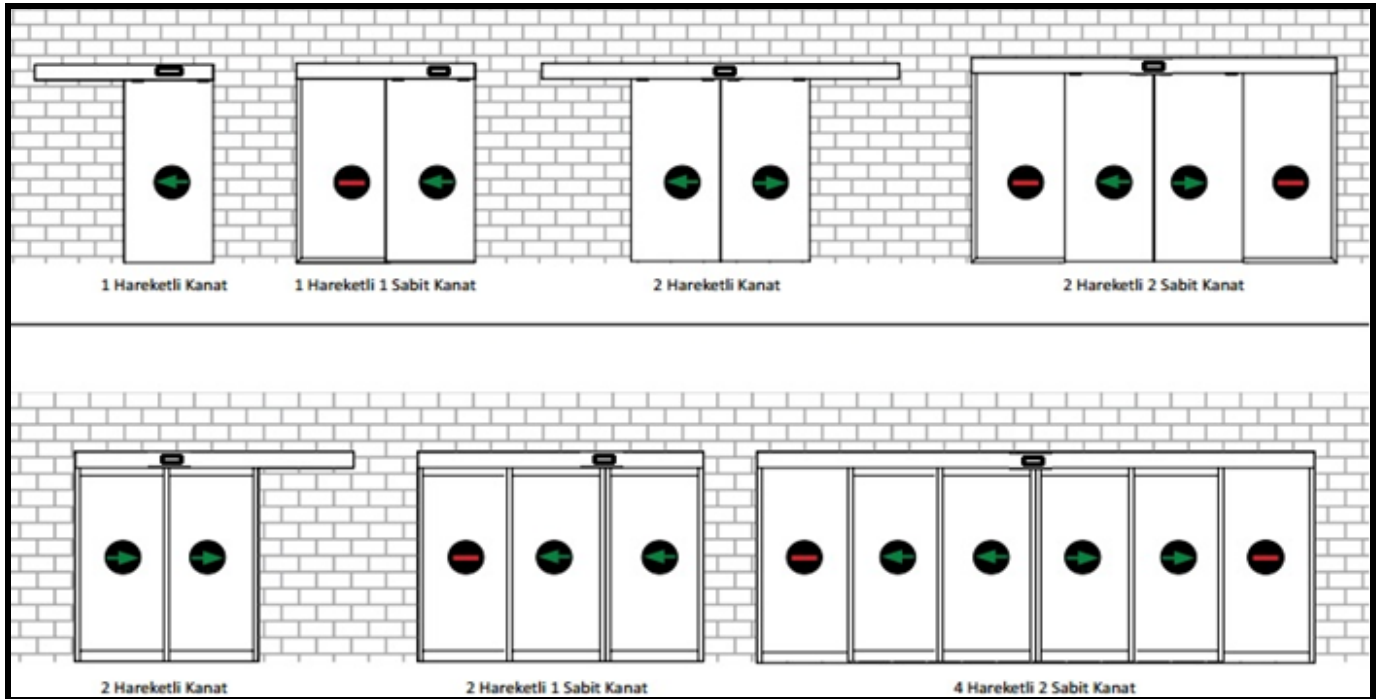 1 Hareketli Kanat
1 Hareketli 1 Sabit Kanat
2 Hareketli Kanat
2 Hareketli 2 Sabit Kanat
2 Hareketli Kanat
2 Hareketli 1 Sabit Kanat
4 Hareketli 2 Sabit Kanat